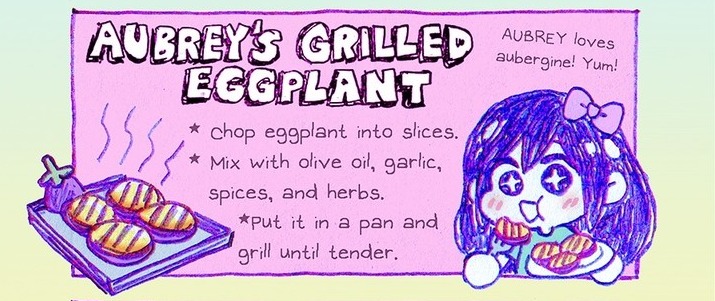 AUBREY'S GRILLED
EGGPLANT
AUBREY loves
aubergine! Yum!
★ Chop eggplant into slices.
★ Mix with olive oil, garlic,
spices, and herbs.
★Put it in a pan and
grill until tender.